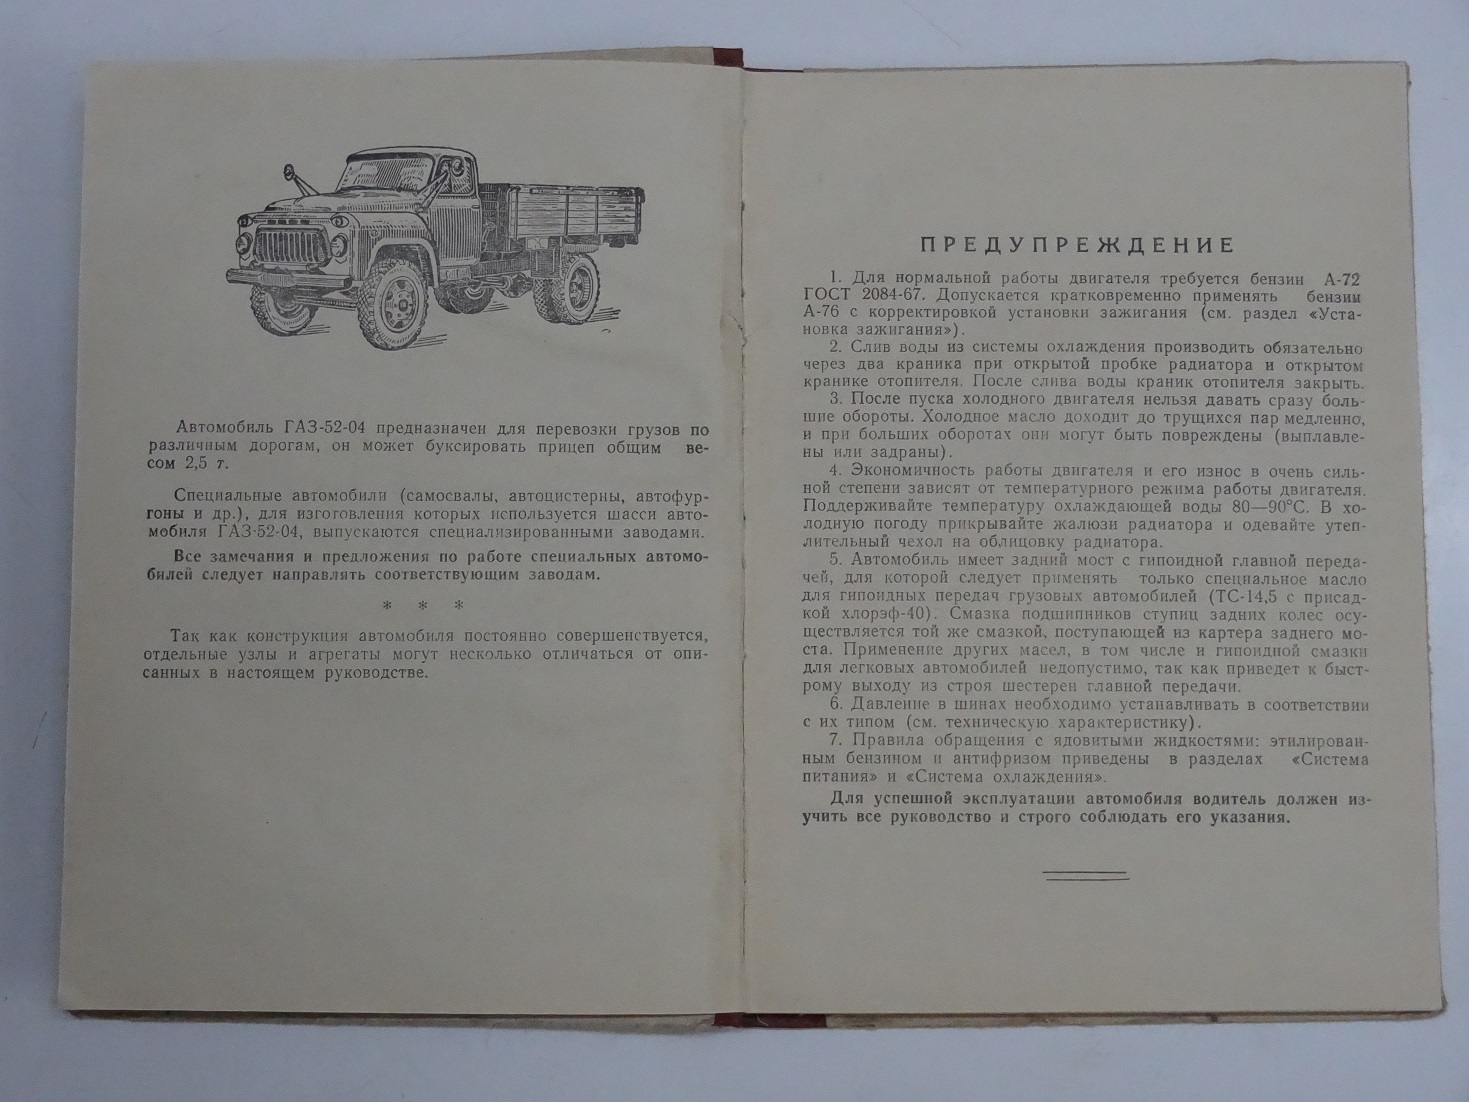 Автомобиль ГАЗ-52-04 предназначен для перевозки грузов по
различным дорогам, он может буксировать прицеп общим ве-
сом 2,5 т.
Специальные автомобили (самосвалы, автоцистерны, автофур-
гоны и др.), для изготовления которых используется шасси авто-
мобиля ГАЗ-52-04, выпускаются специализированными заводами.
Все замечания и предложения по работе специальных автомо-
билей следует направлять соответствующим заводам.
* * *
Так как конструкция автомобиля постоянно совершенствуется,
отдельные узлы и агрегаты могут несколько отличаться от опи-
санных в настоящем руководстве.
ПРЕДУПРЕЖДЕНИЕ
1. Для нормальной работы двигателя требуется бензин А-72
ГОСТ 2084-67. Допускается кратковременно применять бензин
А-76 с корректировкой установки зажигания (см. раздел «Уста-
новка зажигания»).
2. Слив воды из системы охлаждения производить обязательно
через два краника при открытой пробке радиатора и открытом
кранике отопителя. После слива воды краник отопителя закрыть.
3. После пуска холодного двигателя нельзя давать сразу боль-
шие обороты. Холодное масло доходит до трущихся пар медленно,
и при больших оборотах они могут быть повреждены (выплавле-
ны или задраны).
4. Экономичность работы двигателя и его износ в очень силь-
ной степени зависят от температурного режима работы двигателя.
Поддерживайте температуру охлаждающей воды 80—90°С. В хо-
лодную погоду прикрывайте жалюзи радиатора и одевайте утеп-
лительный чехол на облицовку радиатора.
5. Автомобиль имеет задний мост с гипоидной главной переда-
чей, для которой следует применять только специальное масло
для гипоидных передач грузовых автомобилей (ТС-14,5 с присад-
кой хлорэф-40). Смазка подшипников ступиц задних колес осу-
ществляется той же смазкой, поступающей из картера заднего мо-
ста. Применение других масел, в том числе и гипоидной смазки
для легковых автомобилей недопустимо, так как приведет к быст-
рому выходу из строя шестерен главной передачи.
6. Давление в шинах необходимо устанавливать в соответствии
с их типом (см. техническую характеристику).
7. Правила обращения с ядовитыми жидкостями: этилирован-
ным бензином и антифризом приведены в разделах «Система
питания» и «Система охлаждения».
Для успешной эксплуатации автомобиля водитель должен из-
учить все руководство и строго соблюдать его указания.